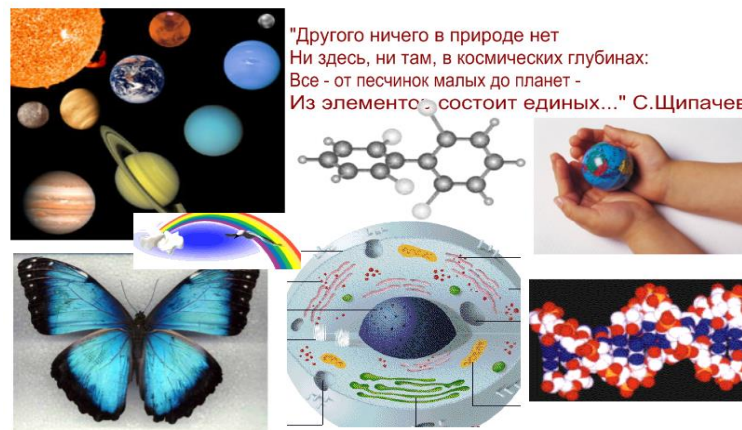 "Другого ничего в природе нет
Ни здесь, ни там, в космических глубинах:
Все - от песчинок малых до планет -
Из элементов состоит единых..." С.Щипачев